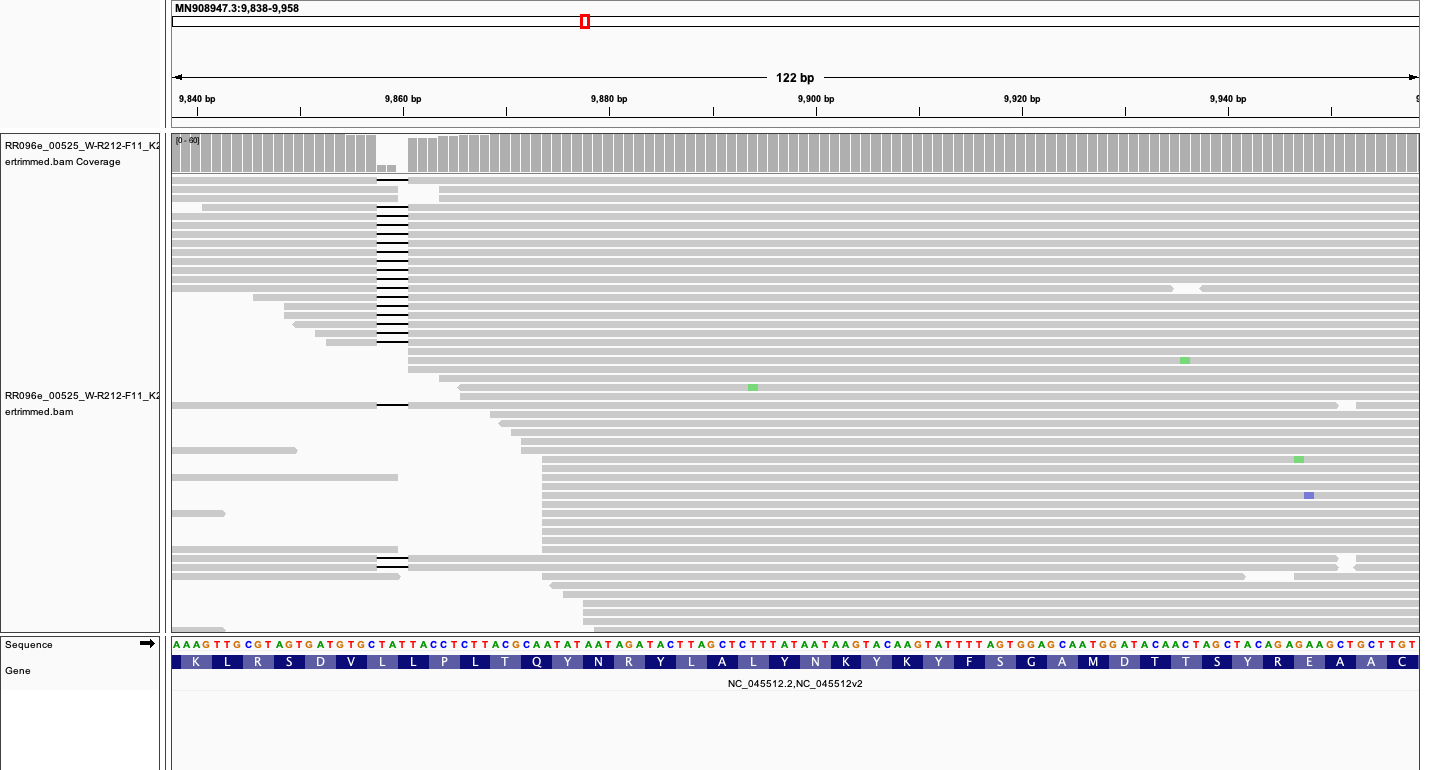 MN908947.3:9,838-9,958
122 bp
9,840 bp 9,860 bp 9,880 bp 9,900 bp 9,920 bp 9,940 bp
RR096e_00525_W-R212-F11_K2
ertrimmed.bam Coverage
[0 - 60]
RR096e_00525_W-R212-F11_K2
ertrimmed.bam
Sequence
A A A G T T G C G T A G T G A T G T G C T A T T A C C T C T T A C G C A A T A T A A T A G A T A C T T A G C T C T T T A T A A T A A G T A C A A G T A T T T T A G T G G A G C A A T G G A T A C A A C T A G C T A C A G A G A A G C T G C T T G T
Gene
K L R S D V L L P L T Q Y N R Y L A L Y N K Y K Y F S G A M D T T S Y R E A A C
NC_045512.2,NC_045512v2